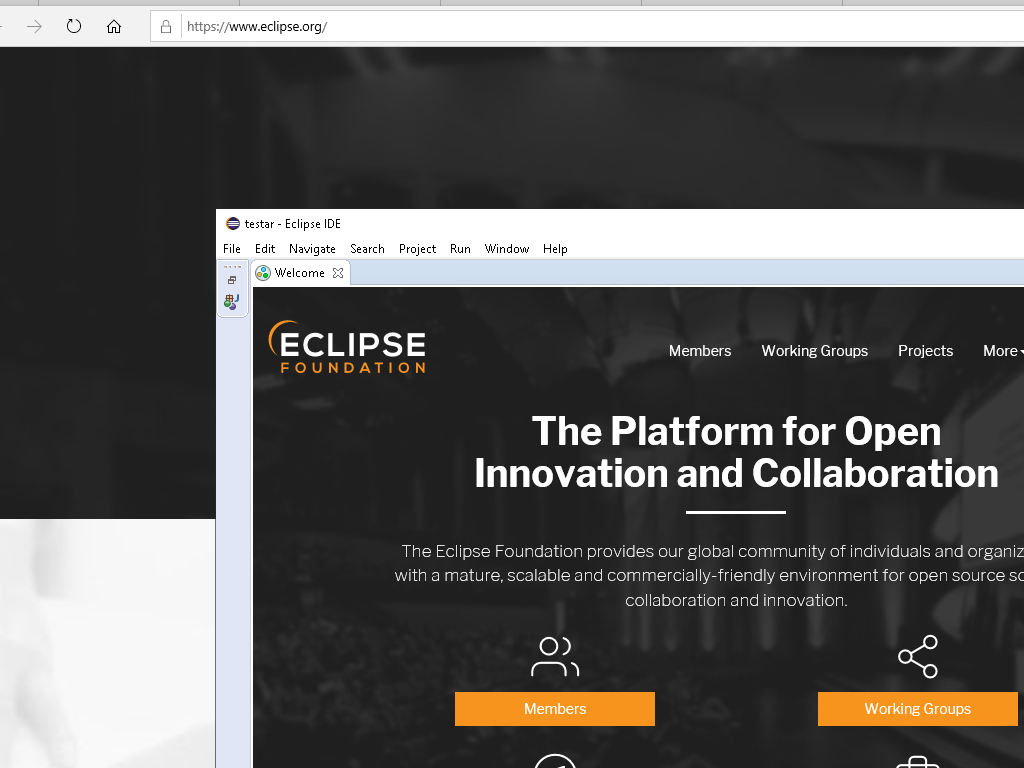 https://www.eclipse.org/
testar - Eclipse IDE
File Edit Navigate Search Project Run Window Help
Welcome
ECLIPSE
FOUNDATION
Members Working Groups Projects More
The Platform for Open
Innovation and Collaboration
The Eclipse Foundation provides our global community of individuals and organiz
with a mature, scalable and commercially-friendly environment for open source so
collaboration and innovation.
Members Working Groups